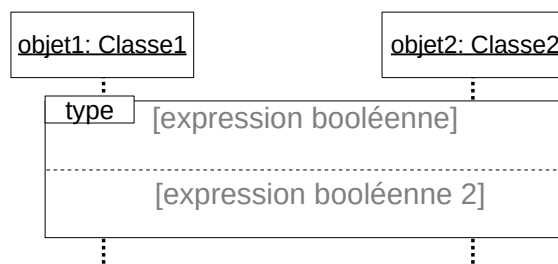 objet1: Classe1
objet2: Classe2
type
[expression booléenne]
[expression booléenne 2]